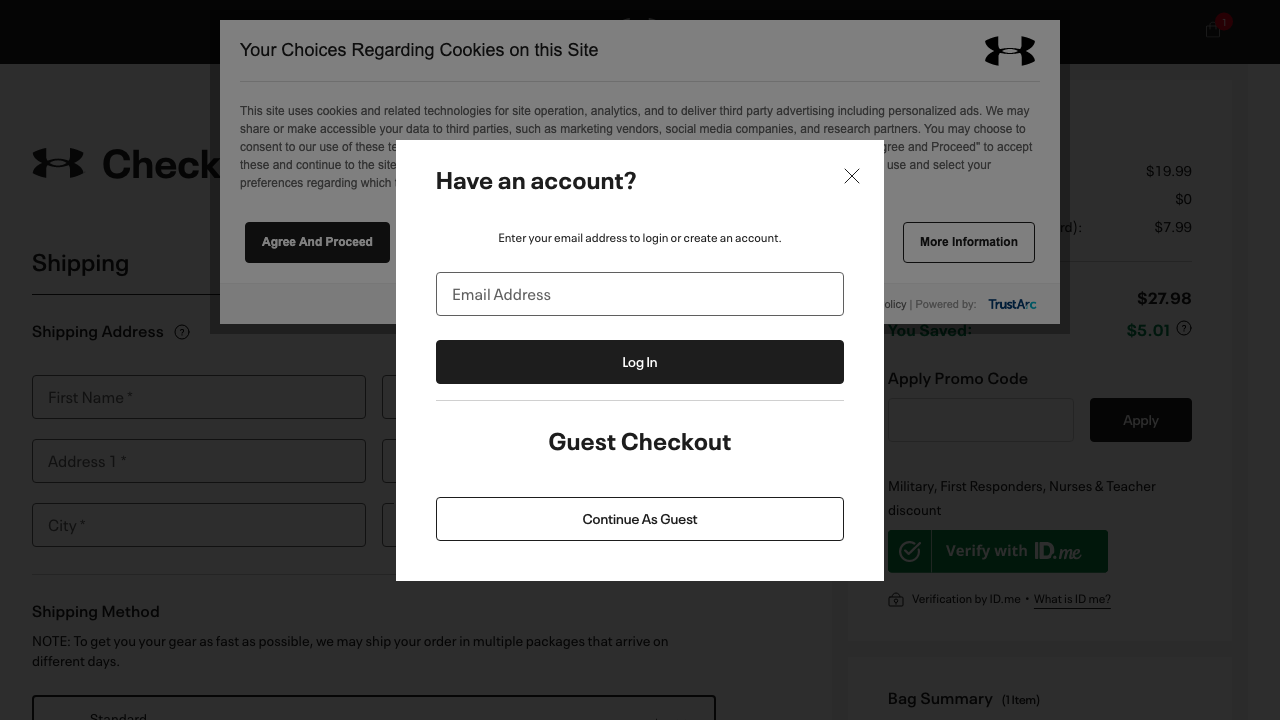 1
Your Choices Regarding Cookies on this Site
This site uses cookies and related technologies for site operation, analytics, and to deliver third party advertising including personalized ads. We may
share or make accessible your data to third parties, such as marketing vendors, social media companies, and research partners. You may choose to
consent to our use of these gree and Proceed" to accept
these and continue to the site use and select your
preferences regarding which
Agree And Proceed
More Information
olicy | Powered by: TrustArc
Have an account?
Enter your email address to login or create an account.
Email Address
Log In
Guest Checkout
Continue As Guest
Check
Shipping
Shipping Address ?
First Name *
Address 1 *
City *
Shipping Method
NOTE: To get you your gear as fast as possible, we may ship your order in multiple packages that arrive on
different days.
Standard
$19.99
$0
rd): $7.99
$27.98
You Saved: $5.01 ?
Apply Promo Code
Apply
Military, First Responders, Nurses & Teacher
discount
Verify with ID.me
Verification by ID.me • What is ID me?
Bag Summary (1 Item)